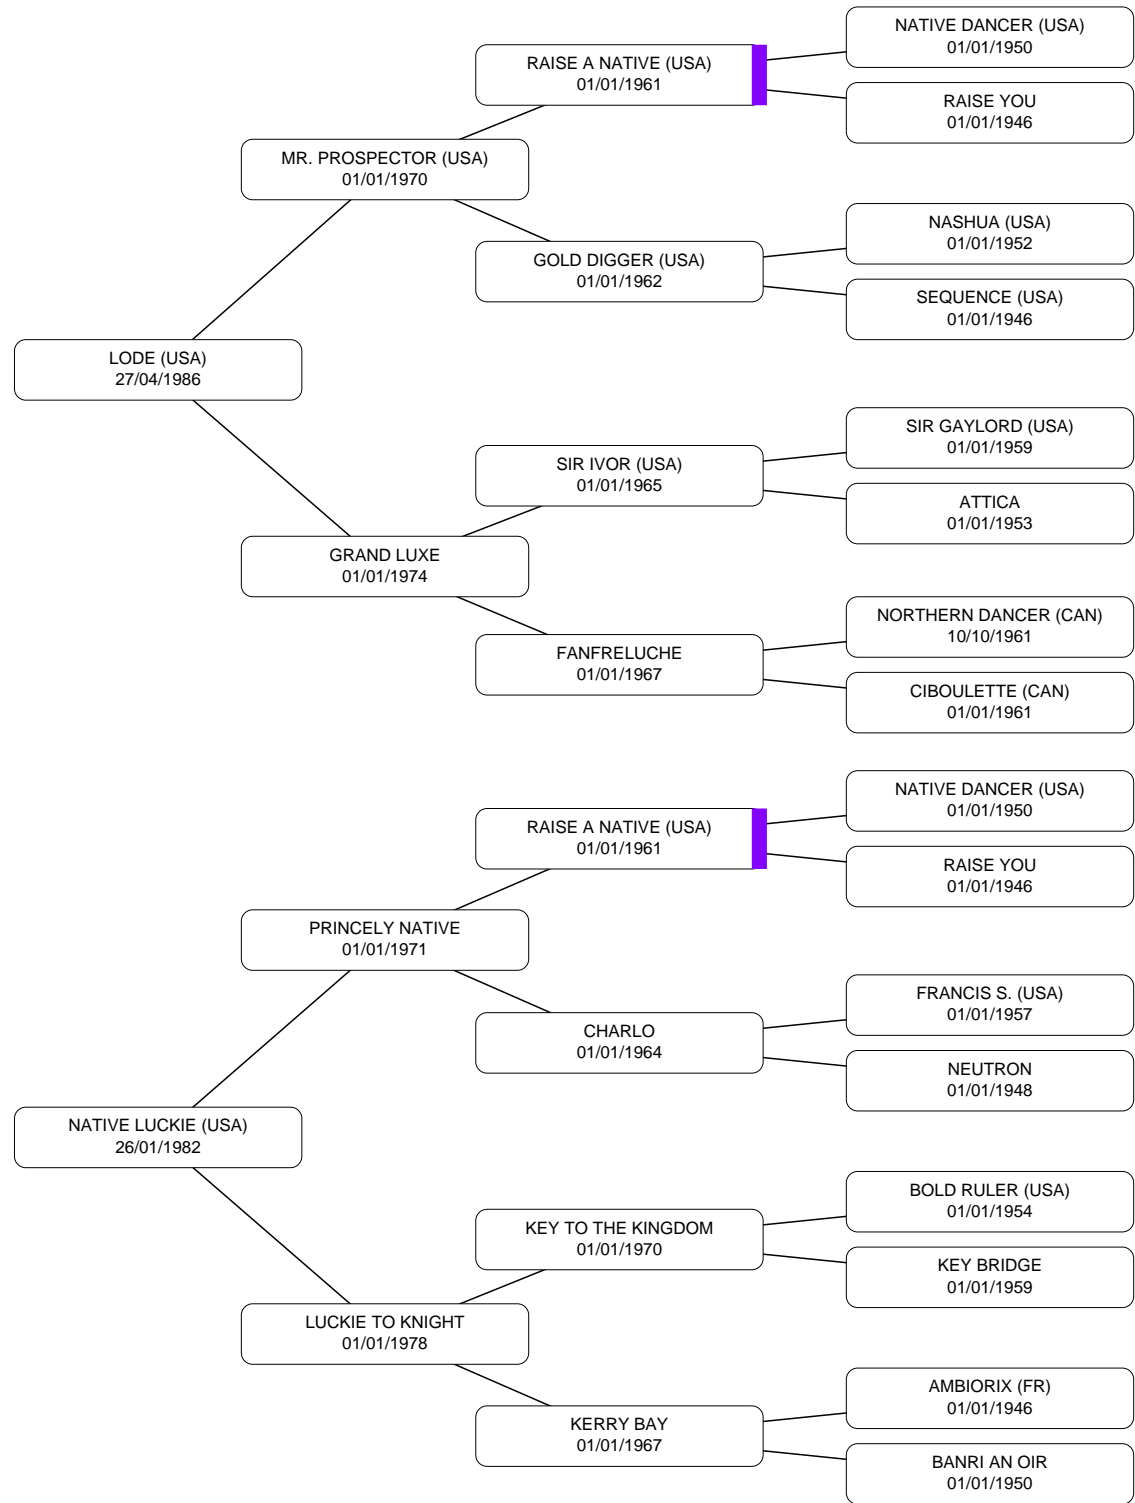 NATIVE DANCER (USA)
01/01/1950
RAISE A NATIVE (USA)
01/01/1961
RAISE YOU
01/01/1946
MR. PROSPECTOR (USA)
01/01/1970
NASHUA (USA)
01/01/1952
GOLD DIGGER (USA)
01/01/1962
SEQUENCE (USA)
01/01/1946
LODE (USA)
27/04/1986
SIR GAYLORD (USA)
01/01/1959
SIR IVOR (USA)
01/01/1965
ATTICA
01/01/1953
GRAND LUXE
01/01/1974
NORTHERN DANCER (CAN)
10/10/1961
FANFRELUCHE
01/01/1967
CIBOULETTE (CAN)
01/01/1961
NATIVE DANCER (USA)
01/01/1950
RAISE A NATIVE (USA)
01/01/1961
RAISE YOU
01/01/1946
PRINCELY NATIVE
01/01/1971
FRANCIS S. (USA)
01/01/1957
CHARLO
01/01/1964
NEUTRON
01/01/1948
NATIVE LUCKIE (USA)
26/01/1982
BOLD RULER (USA)
01/01/1954
KEY TO THE KINGDOM
01/01/1970
KEY BRIDGE
01/01/1959
LUCKIE TO KNIGHT
01/01/1978
AMBIORIX (FR)
01/01/1946
KERRY BAY
01/01/1967
BANRI AN OIR
01/01/1950